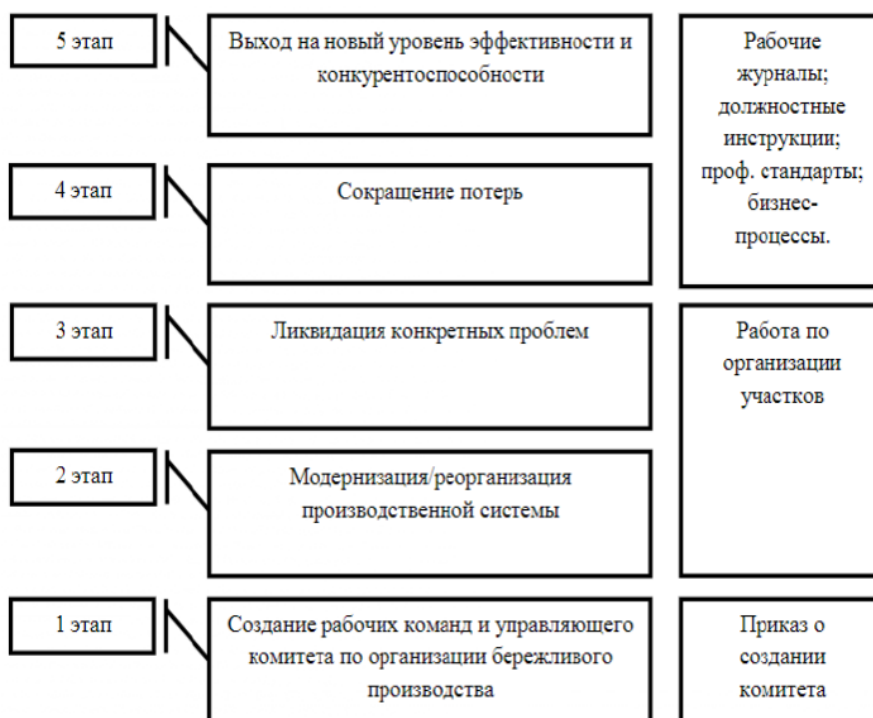 5 этап
Выход на новый уровень эффективности и
конкурентоспособности
Рабочие
журналы;
должностные
инструкции;
проф. стандарты;
бизнес-
процессы.
4 этап
Сокращение потерь
3 этап
Ликвидация конкретных проблем
Работа по
организации
участков
2 этап
Модернизация/реорганизация
производственной системы
1 этап
Создание рабочих команд и управляющего
комитета по организации бережливого
производства
Приказ о
создании
комитета